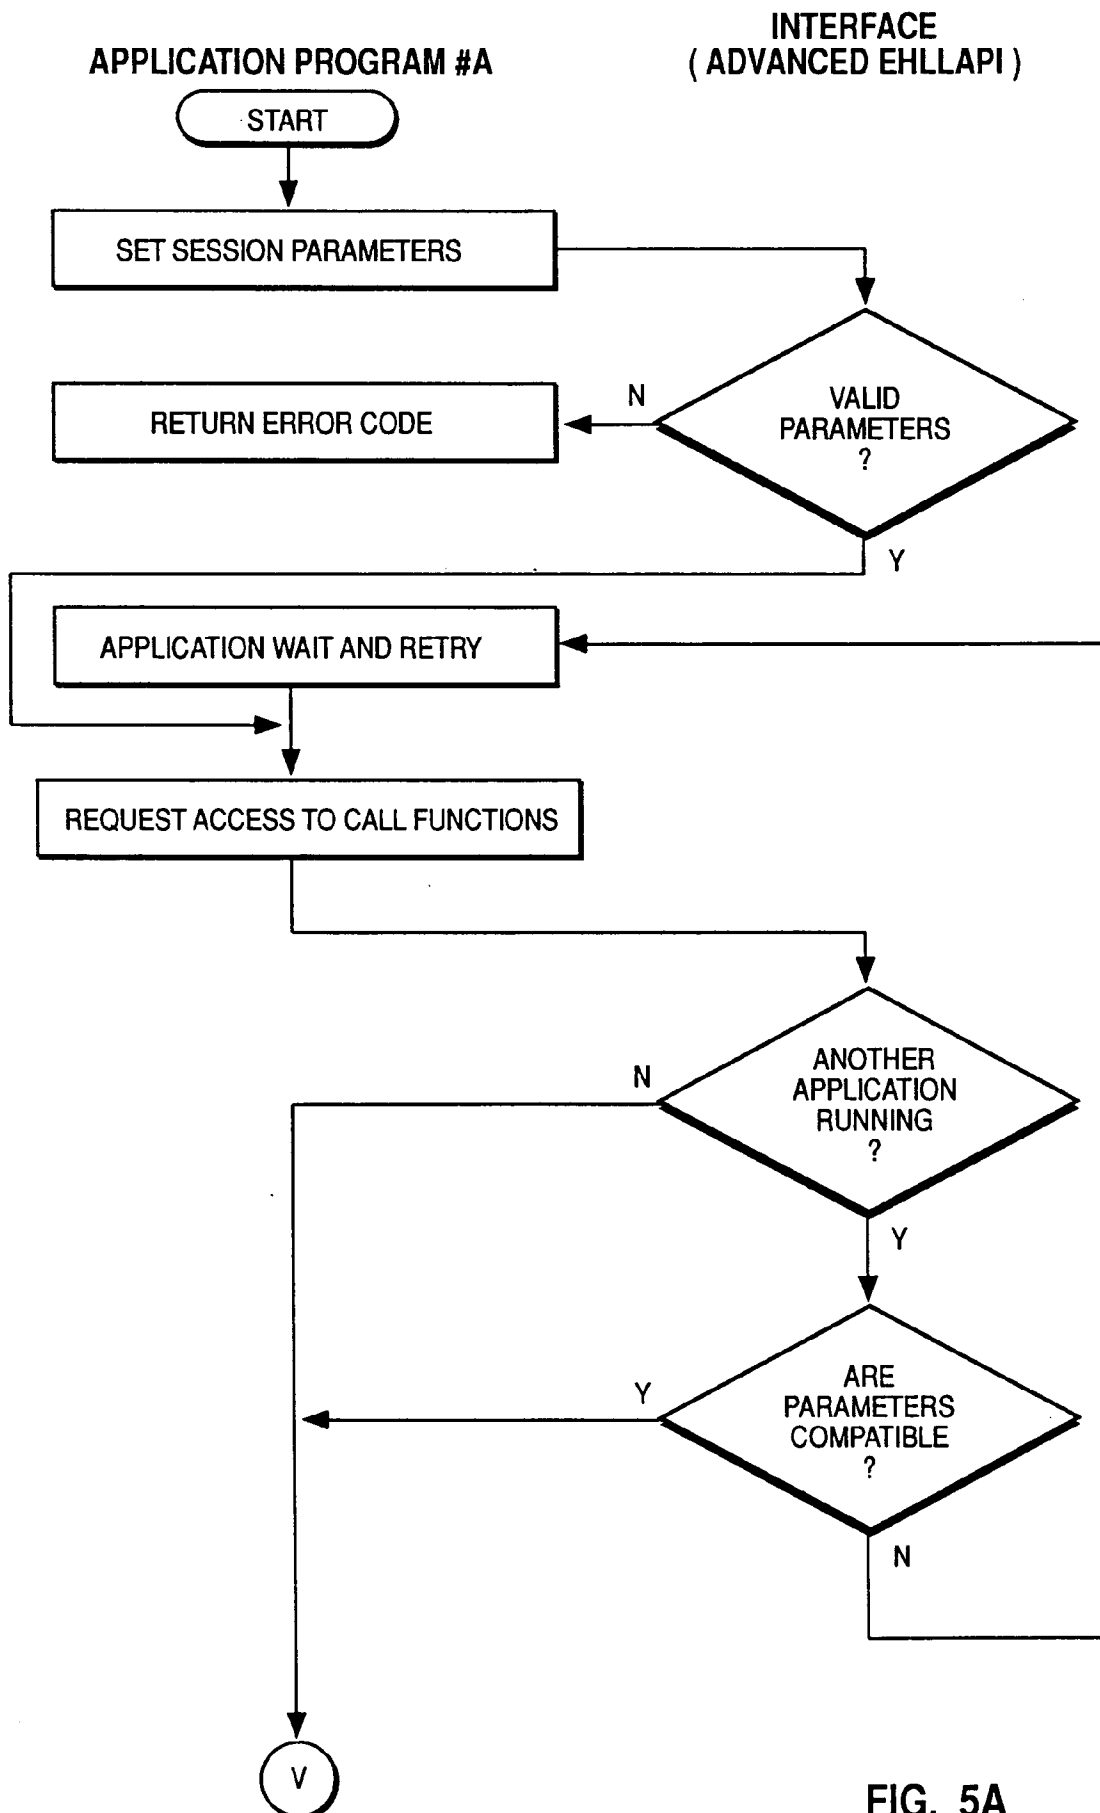 INTERFACE
( ADVANCED EHLLAPI )
APPLICATION PROGRAM #A
START
SET SESSION PARAMETERS
VALID
PARAMETERS
?
N
RETURN ERROR CODE
Y
APPLICATION WAIT AND RETRY
REQUEST ACCESS TO CALL FUNCTIONS
ANOTHER
APPLICATION
RUNNING
?
N
Y
ARE
PARAMETERS
COMPATIBLE
?
Y
N
V
FIG. 5A